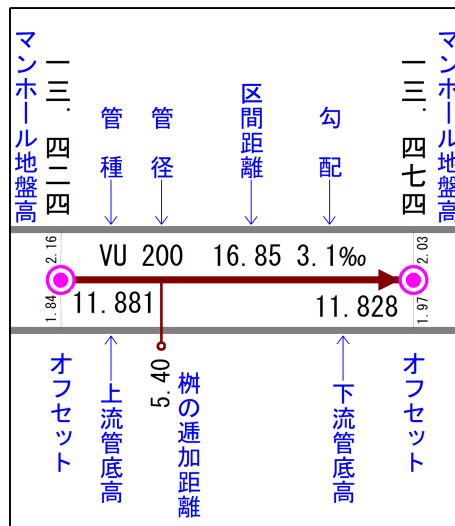 マンホール地盤高
一三．四二四
管種
管径
区間距離
勾配
一三．四七四
マンホール地盤高
2.16
VU 200 16.85 3.1‰
2.03
1.84
11.881
11.828
1.97
オフセット
上流管底高
5.40
桝の逓加距離
下流管底高
オフセット